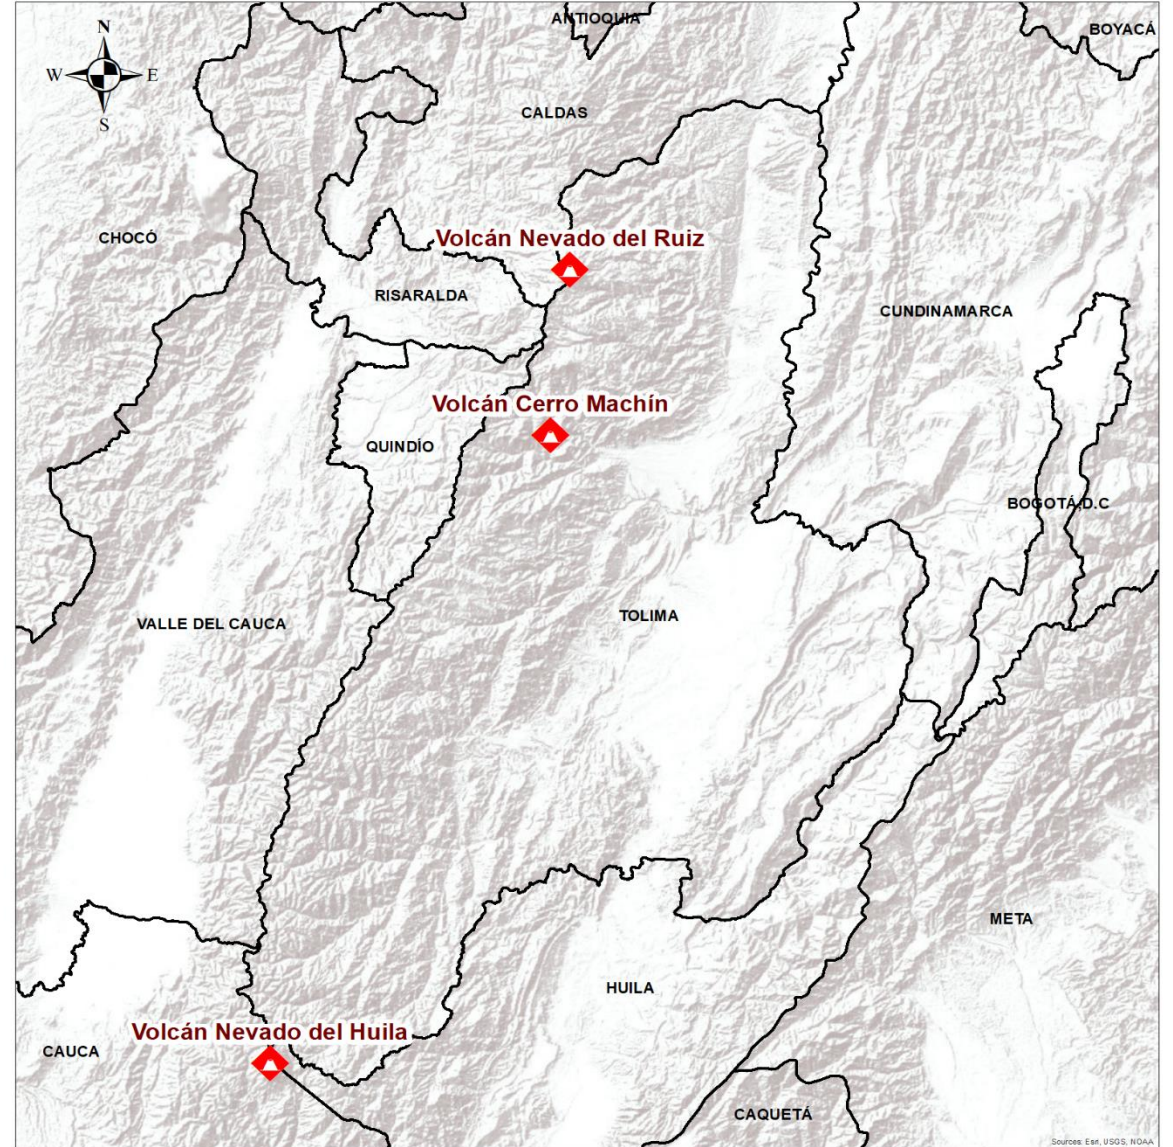 ANTIOQUIA
BOYACÁ
N
W
E
S
CALDAS
CHOCÓ
Volcán Nevado del Ruiz
RISARALDA
CUNDINAMARCA
Volcán Cerro Machín
QUINDÍO
BOGOTÁ,D.C
TOLIMA
VALLE DEL CAUCA
META
HUILA
Volcán Nevado del Huila
CAUCA
CAQUETÁ
Sources: Esri, USGS, NOAA